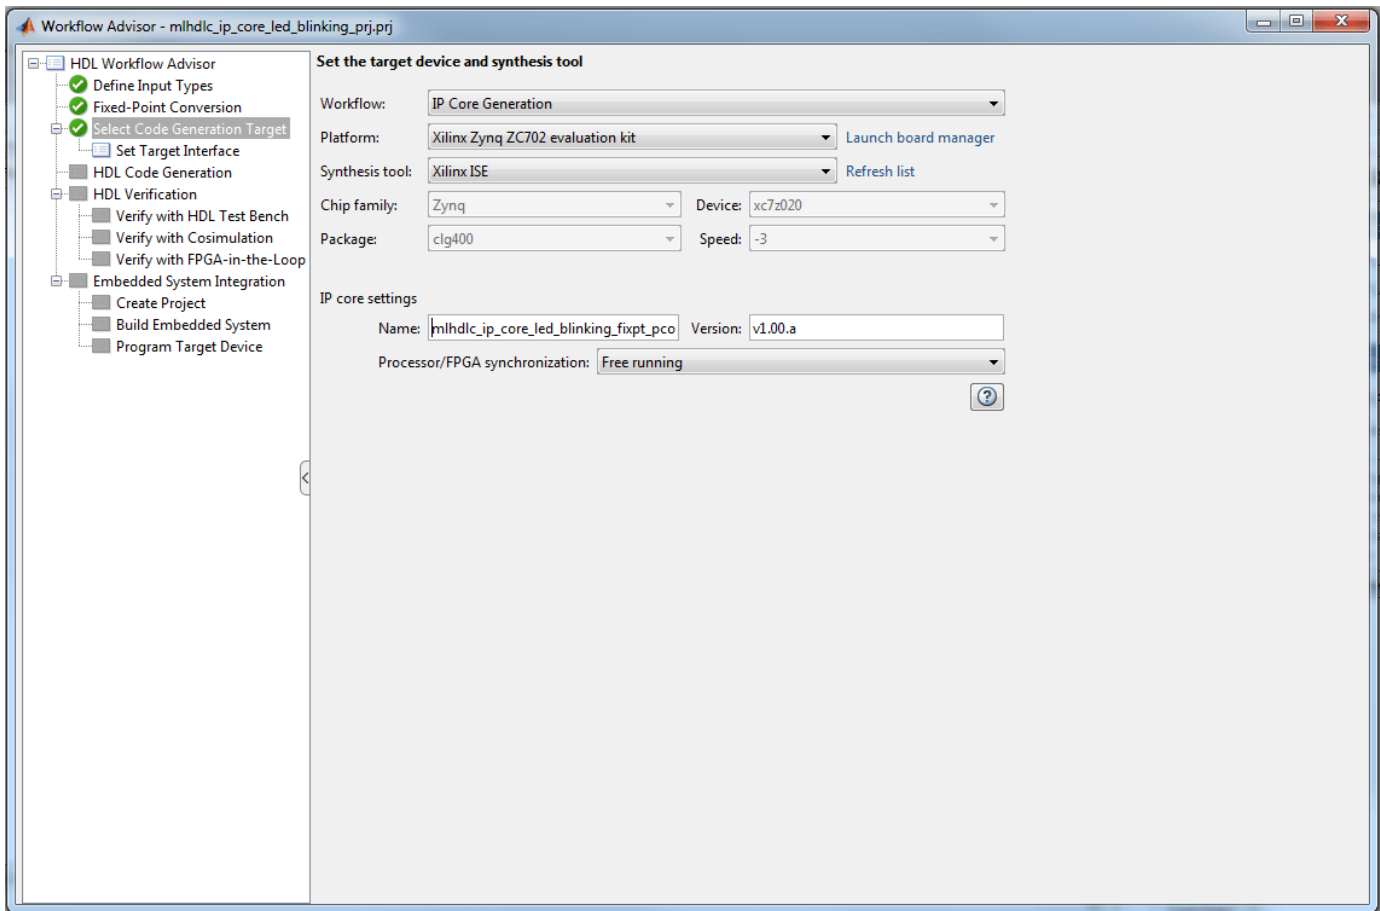 Workflow Advisor - mlhdlc_ip_core_led_blinking_prj.prj
HDL Workflow Advisor
Define Input Types
Fixed-Point Conversion
Select Code Generation Target
Set Target Interface
HDL Code Generation
HDL Verification
Verify with HDL Test Bench
Verify with Cosimulation
Verify with FPGA-in-the-Loop
Embedded System Integration
Create Project
Build Embedded System
Program Target Device
Set the target device and synthesis tool
Workflow: IP Core Generation
Platform: Xilinx Zynq ZC702 evaluation kit Launch board manager
Synthesis tool: Xilinx ISE Refresh list
Chip family: Zynq Device: xc7z020
Package: clg400 Speed: -3
IP core settings
Name: mlhdlc_ip_core_led_blinking_fixpt_pco Version: v1.00.a
Processor/FPGA synchronization: Free running
?